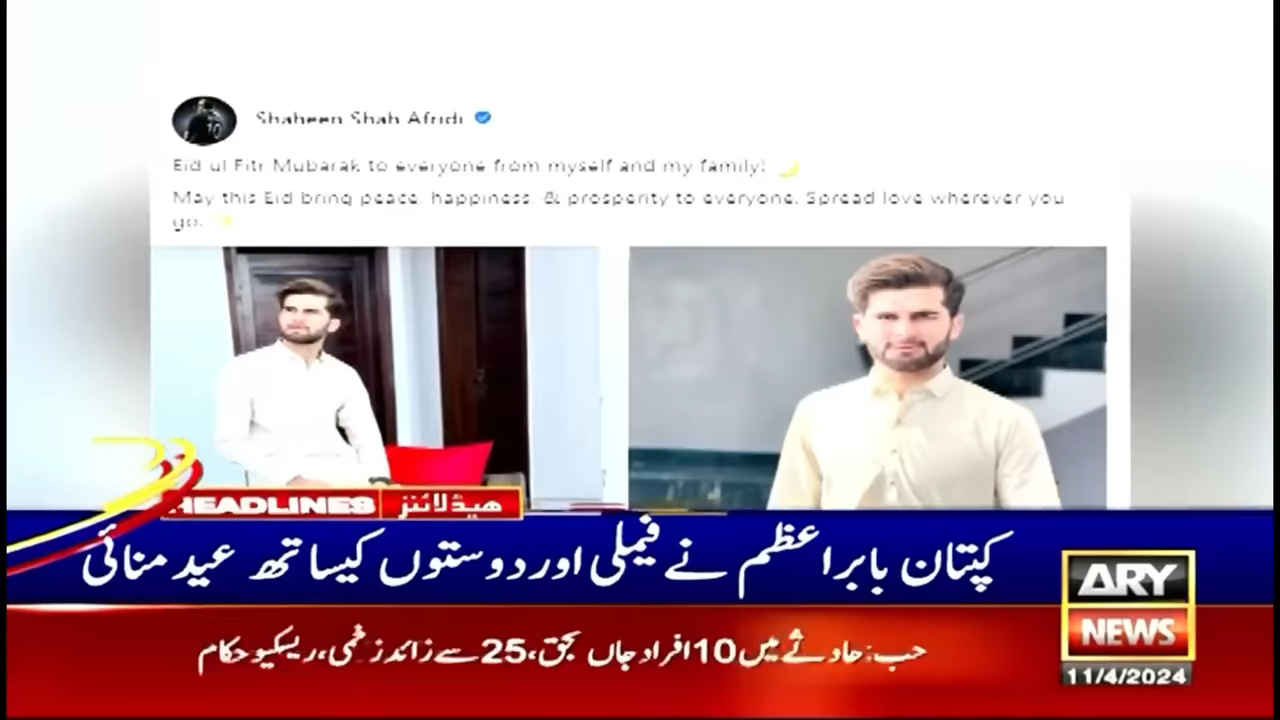 Shaheen Shah Afridi
Eid ul Fitr Mubarak to everyone from myself and my family! 🌙
May this Eid bring peace, happiness, & prosperity to everyone. Spread love wherever you
go. ✨
HEADLINES ہیڈلائنز
کپتان بابراعظم نے فیملی اور دوستوں کیساتھ عید منائی
حب: حادثے میں 10 افراد جاں بحق، 25 سے زائد زخمی، ریسکیو حکام
ARY
NEWS
11/4/2024